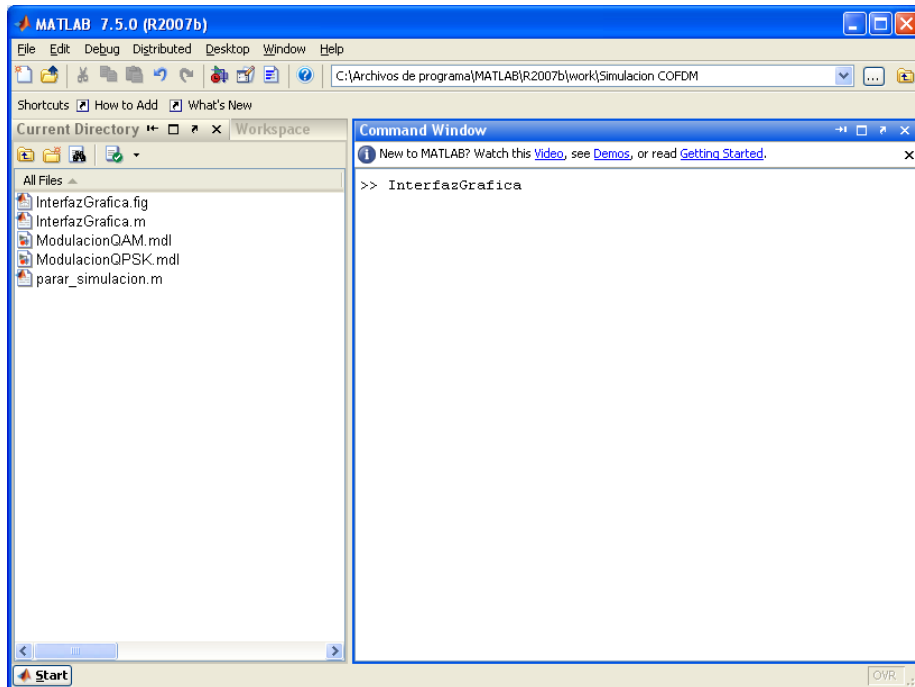 MATLAB 7.5.0 (R2007b)
File Edit Debug Distributed Desktop Window Help
C:\Archivos de programa\MATLAB\R2007b\work\Simulacion COFDM
...
Shortcuts How to Add What's New
Current Directory Workspace
Command Window
New to MATLAB? Watch this Video, see Demos, or read Getting Started.
All Files
InterfazGrafica.fig
InterfazGrafica.m
ModulacionQAM.mdl
ModulacionQPSK.mdl
parar_simulacion.m
>> InterfazGrafica
Start
OVR